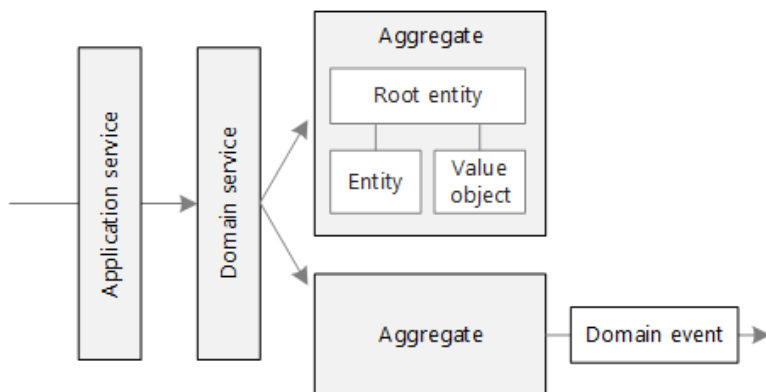 Application service
Domain service
Aggregate
Root entity
Entity
Value
object
Aggregate
Domain event